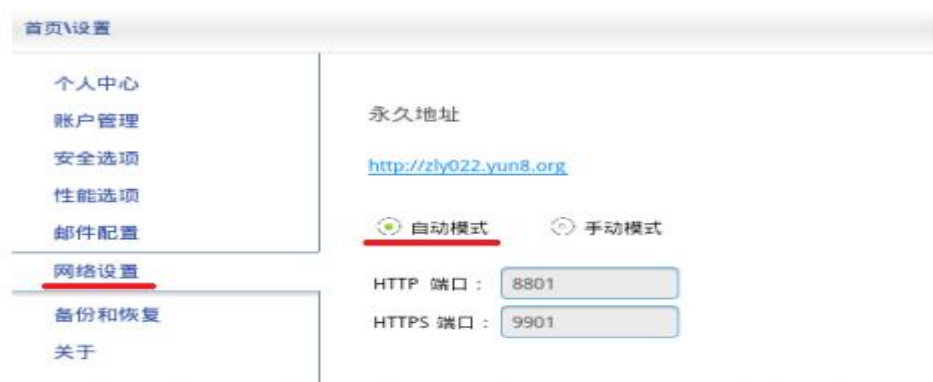 首页\设置
个人中心
账户管理
安全选项
性能选项
邮件配置
网络设置
备份和恢复
关于
永久地址
http://zly022.yun8.org
自动模式 手动模式
HTTP 端口： 8801
HTTPS 端口： 9901